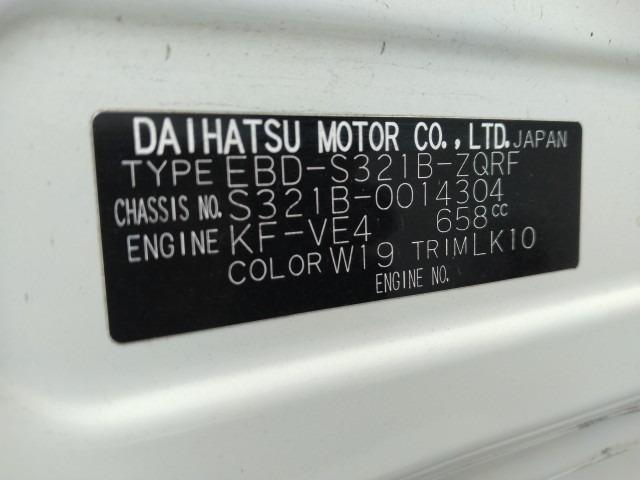 DAIHATSU MOTOR CO.,LTD. JAPAN
TYPE EBD-S321B-ZQRF
CHASSIS NO. S321B-0014304
ENGINE KF-VE4 658cc
COLOR W19 TRIM LK10
ENGINE NO.